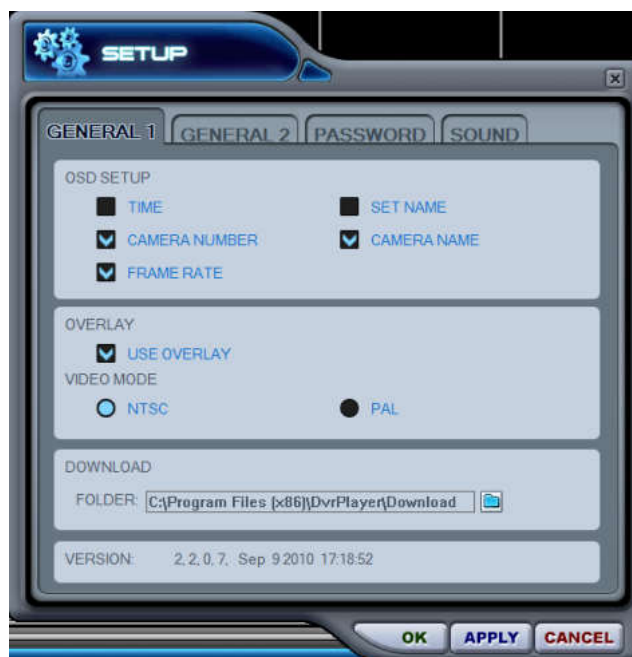 SETUP
GENERAL 1 GENERAL 2 PASSWORD SOUND
OSD SETUP
TIME SET NAME
CAMERA NUMBER CAMERA NAME
FRAME RATE
OVERLAY
USE OVERLAY
VIDEO MODE
NTSC PAL
DOWNLOAD
FOLDER: C:\Program Files (x86)\DvrPlayer\Download
VERSION: 2, 2, 0, 7, Sep 9 2010 17:18:52
OK APPLY CANCEL